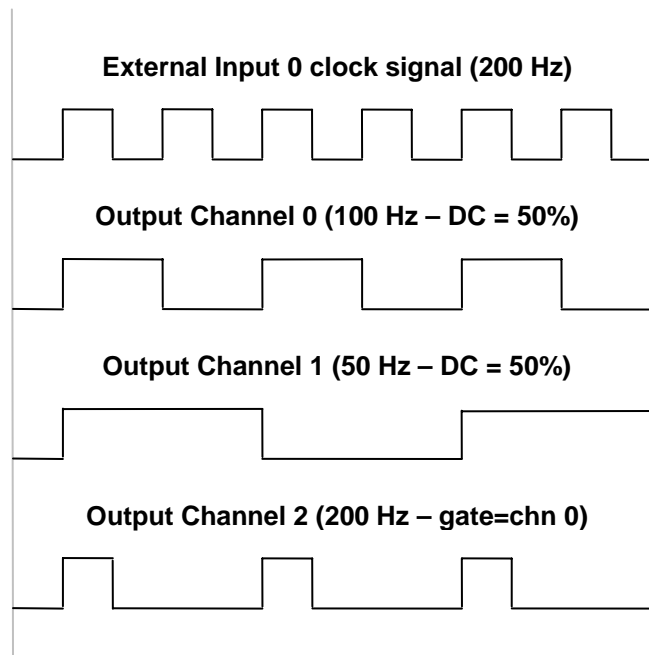 External Input 0 clock signal (200 Hz)
Output Channel 0 (100 Hz – DC = 50%)
Output Channel 1 (50 Hz – DC = 50%)
Output Channel 2 (200 Hz – gate=chn 0)